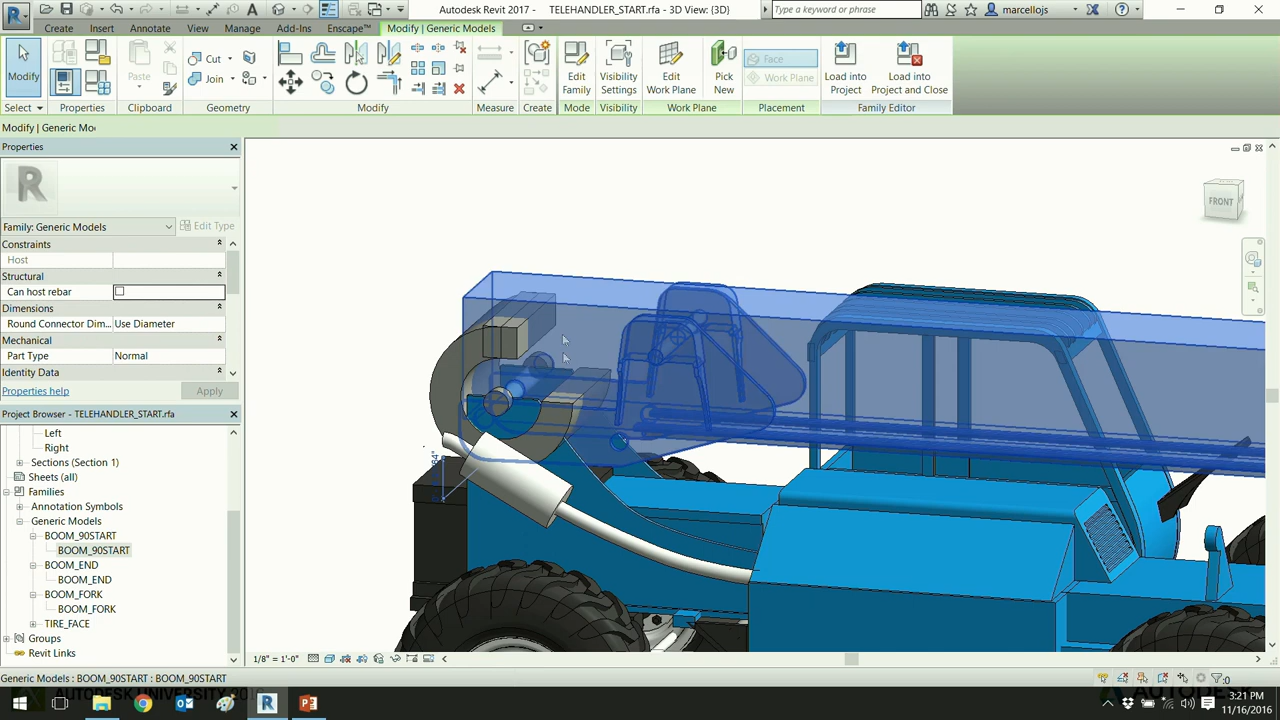 Autodesk Revit 2017 - TELEHANDLER_START.rfa - 3D View: {3D}
Type a keyword or phrase
marcellojs
Create Insert Annotate View Manage Add-Ins Enscape™ Modify | Generic Models
Modify
Paste
Cut
Join
Edit Family
Visibility Settings
Edit Work Plane
Pick New
Face
Work Plane
Load into Project
Load into Project and Close
Select Properties Clipboard Geometry Modify Measure Create Mode Visibility Work Plane Placement Family Editor
Modify | Generic Mo
Properties
R
Family: Generic Models
Edit Type
Constraints
Host
Structural
Can host rebar
Dimensions
Round Connector Dim... Use Diameter
Mechanical
Part Type Normal
Identity Data
Properties help
Apply
Project Browser - TELEHANDLER_START.rfa
Left
Right
Sections (Section 1)
Sheets (all)
Families
Annotation Symbols
Generic Models
BOOM_90START
BOOM_90START
BOOM_END
BOOM_END
BOOM_FORK
BOOM_FORK
TIRE_FACE
Groups
Revit Links
FRONT
1/8" = 1'-0"
Generic Models : BOOM_90START : BOOM_90START
:0
3:21 PM
11/16/2016